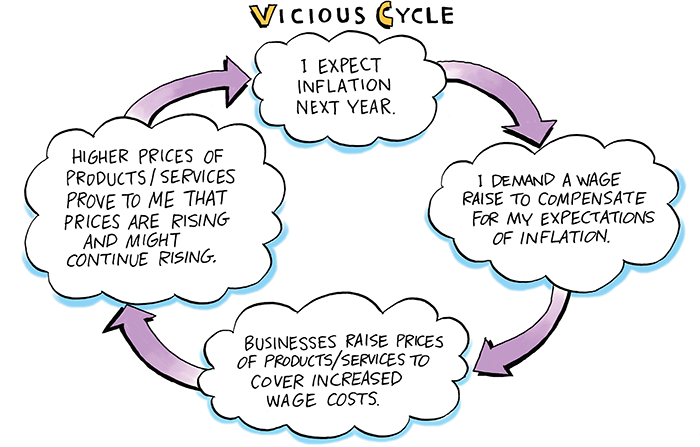 VICIOUS CYCLE
I EXPECT
INFLATION
NEXT YEAR.
I DEMAND A WAGE
RAISE TO COMPENSATE
FOR MY EXPECTATIONS
OF INFLATION.
BUSINESSES RAISE PRICES
OF PRODUCTS/SERVICES TO
COVER INCREASED
WAGE COSTS.
HIGHER PRICES OF
PRODUCTS/SERVICES
PROVE TO ME THAT
PRICES ARE RISING
AND MIGHT
CONTINUE RISING.